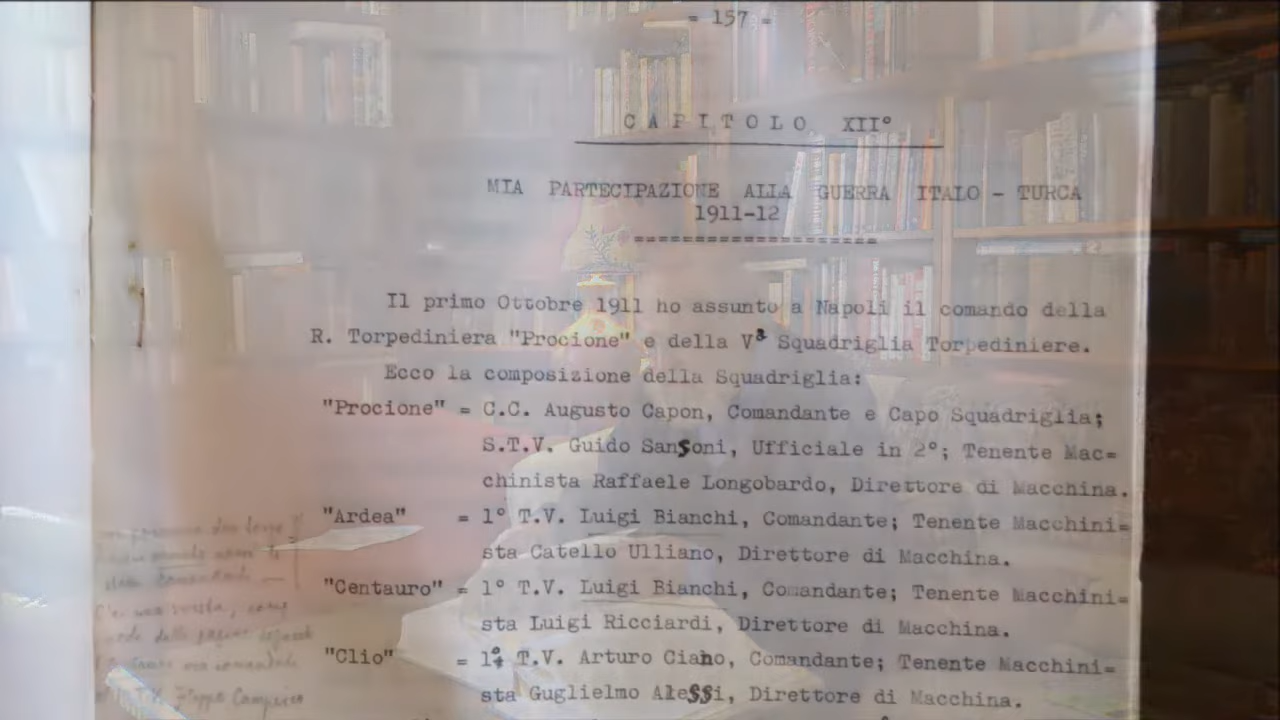 = 157 =
CAPITOLO XII°
MIA PARTECIPAZIONE ALLA GUERRA ITALO - TURCA
1911-12
Il primo Ottobre 1911 ho assunto a Napoli il comando della
R. Torpediniera "Procione" e della Vª Squadriglia Torpediniere.
Ecco la composizione della Squadriglia:
"Procione" = C.C. Augusto Capon, Comandante e Capo Squadriglia;
S.T.V. Guido Sansoni, Ufficiale in 2°; Tenente Mac=
chinista Raffaele Longobardo, Direttore di Macchina.
"Ardea" = 1° T.V. Luigi Bianchi, Comandante; Tenente Macchini=
sta Catello Ulliano, Direttore di Macchina.
"Centauro" = 1° T.V. Luigi Bianchi, Comandante; Tenente Macchini=
sta Luigi Ricciardi, Direttore di Macchina.
"Clio" = 1° T.V. Arturo Ciano, Comandante; Tenente Macchini=
sta Guglielmo Alessi, Direttore di Macchina.